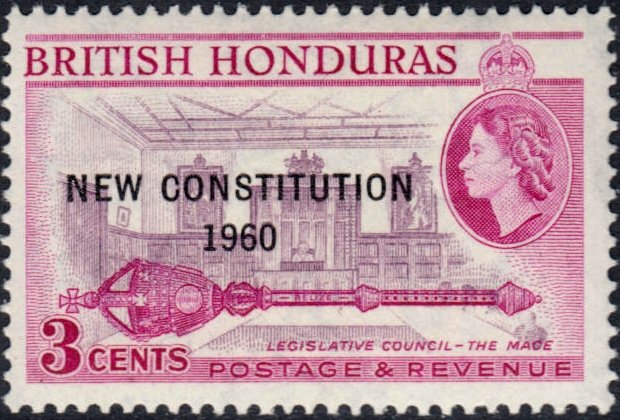 BRITISH HONDURAS
NEW CONSTITUTION
1960
3 CENTS
LEGISLATIVE COUNCIL – THE MACE
POSTAGE & REVENUE